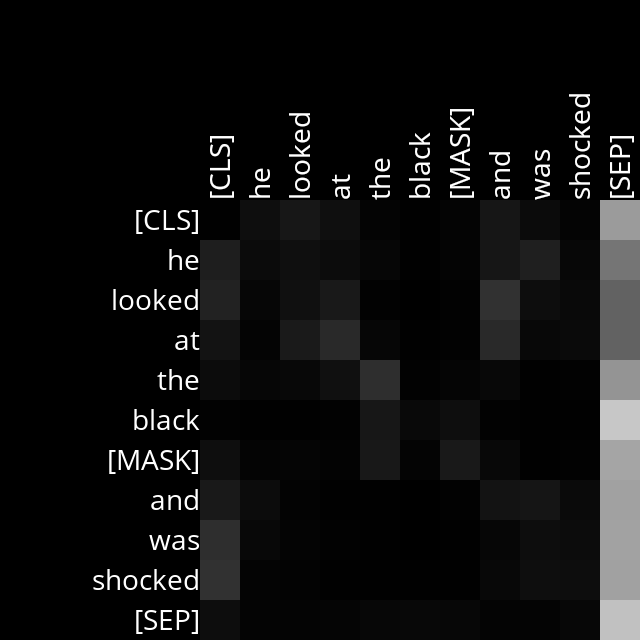 [CLS] he looked at the black [MASK] and was shocked [SEP]
[CLS]
he
looked
at
the
black
[MASK]
and
was
shocked
[SEP]